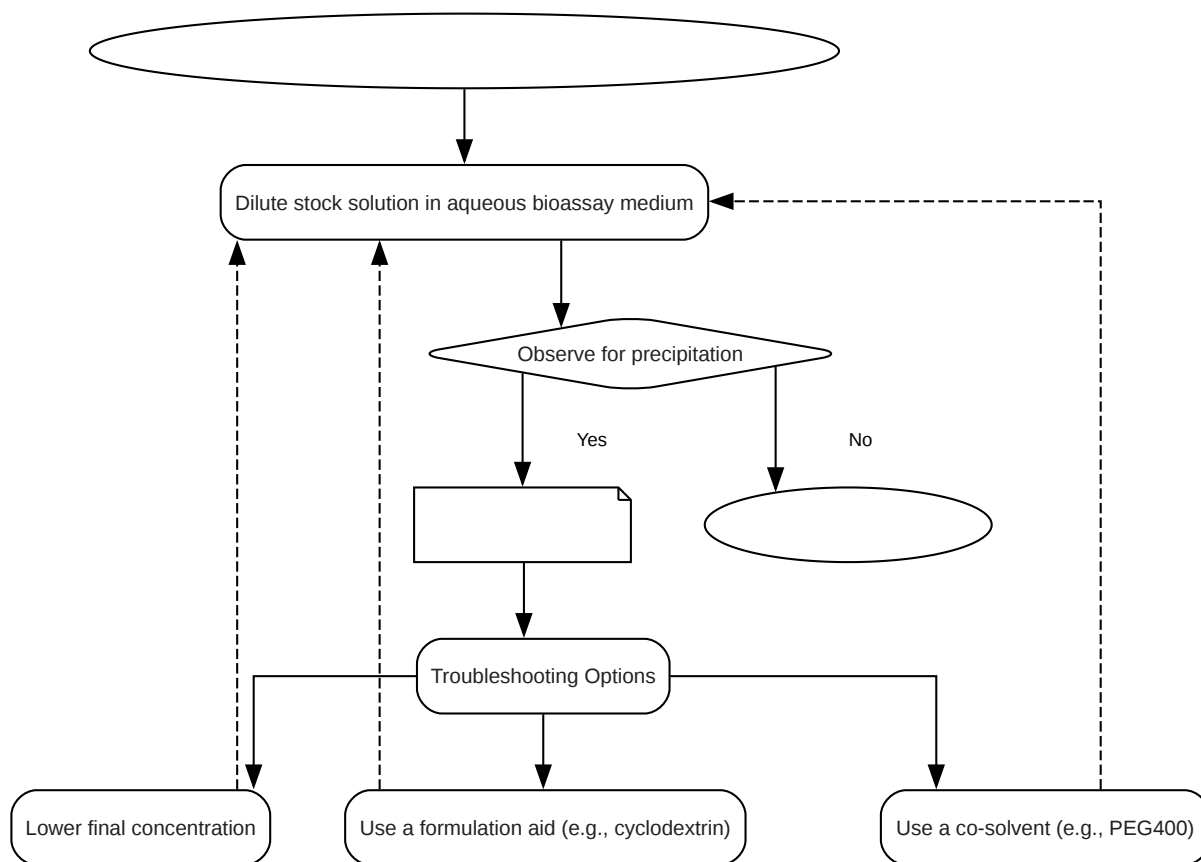 Dilute stock solution in aqueous bioassay medium
Observe for precipitation
Yes
No
Troubleshooting Options
Lower final concentration
Use a formulation aid (e.g., cyclodextrin)
Use a co-solvent (e.g., PEG400)